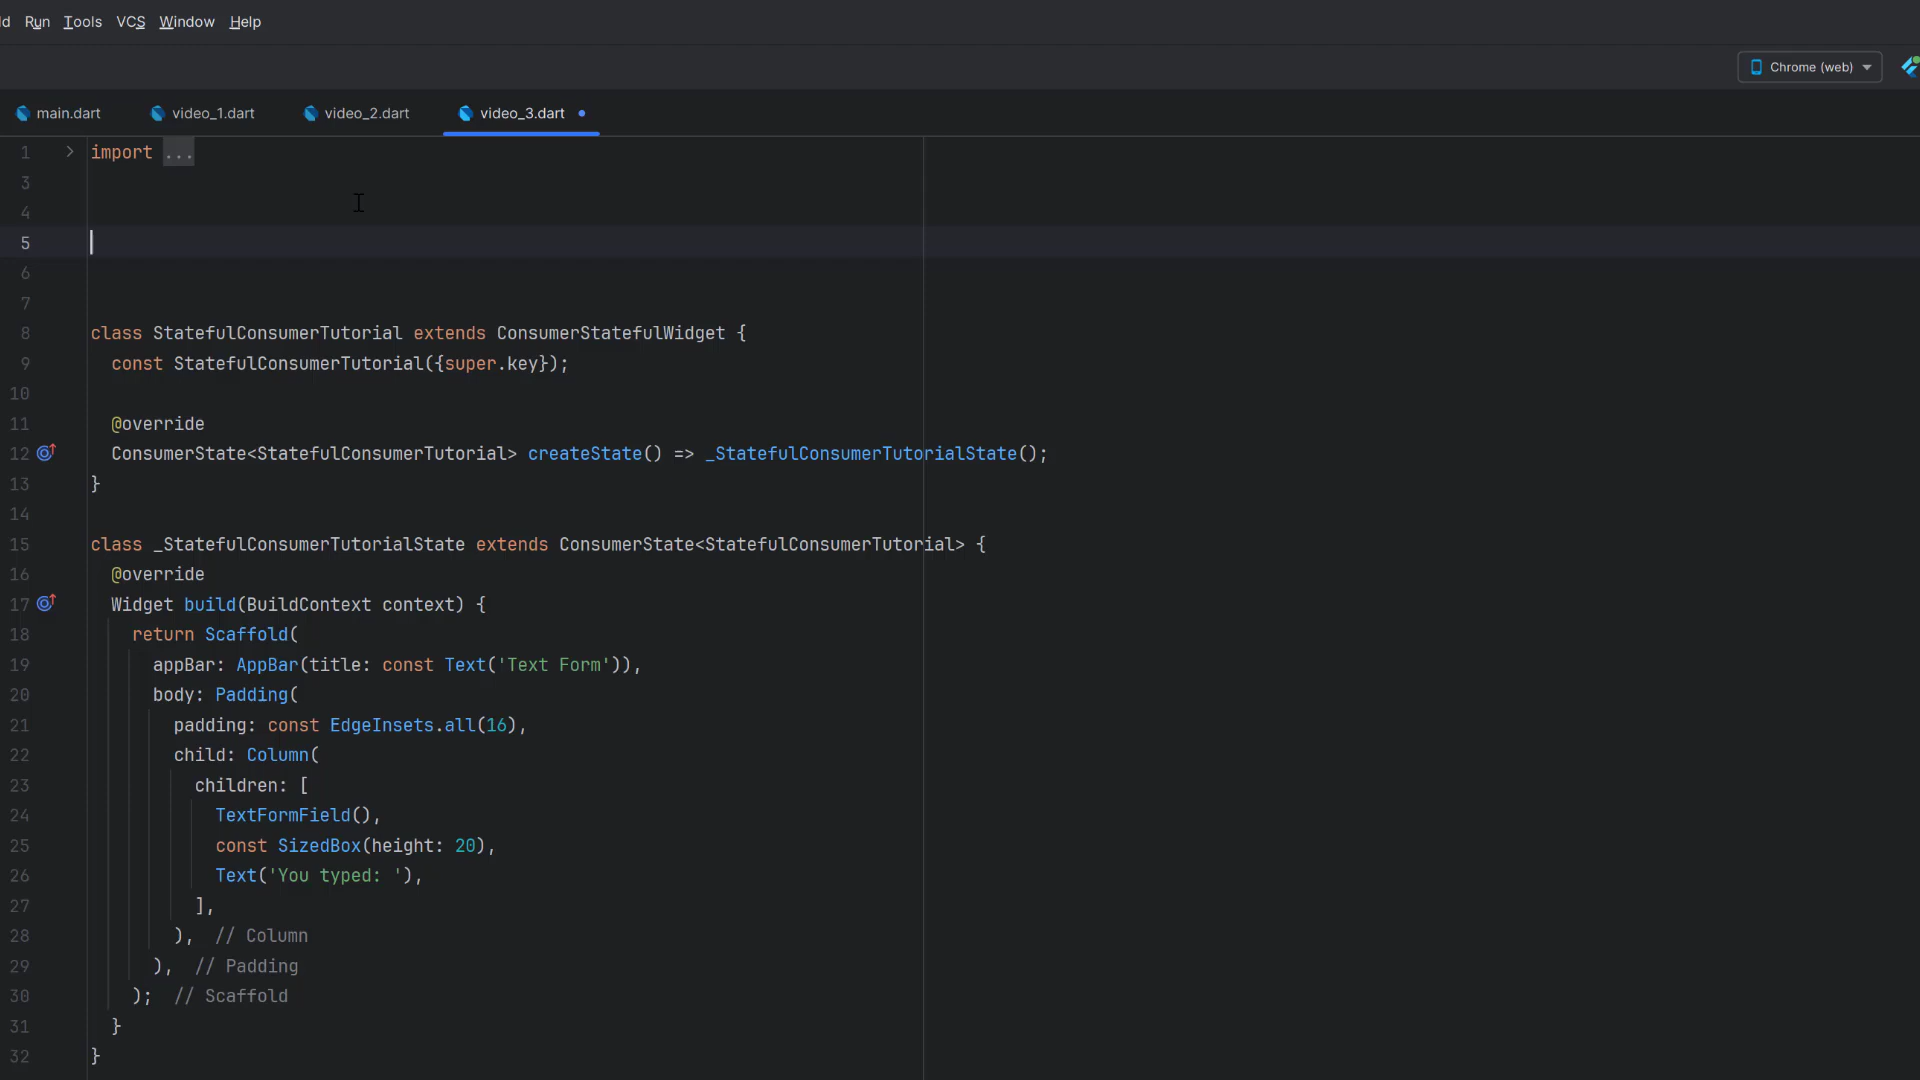 d Run Tools VCS Window Help
Chrome (web)
main.dart video_1.dart video_2.dart video_3.dart
1 import ...
3
4
5
6
7
8 class StatefulConsumerTutorial extends ConsumerStatefulWidget {
9 const StatefulConsumerTutorial({super.key});
10
11 @override
12 ConsumerState<StatefulConsumerTutorial> createState() => _StatefulConsumerTutorialState();
13 }
14
15 class _StatefulConsumerTutorialState extends ConsumerState<StatefulConsumerTutorial> {
16 @override
17 Widget build(BuildContext context) {
18 return Scaffold(
19 appBar: AppBar(title: const Text('Text Form')),
20 body: Padding(
21 padding: const EdgeInsets.all(16),
22 child: Column(
23 children: [
24 TextFormField(),
25 const SizedBox(height: 20),
26 Text('You typed: '),
27 ],
28 ), // Column
29 ), // Padding
30 ); // Scaffold
31 }
32 }